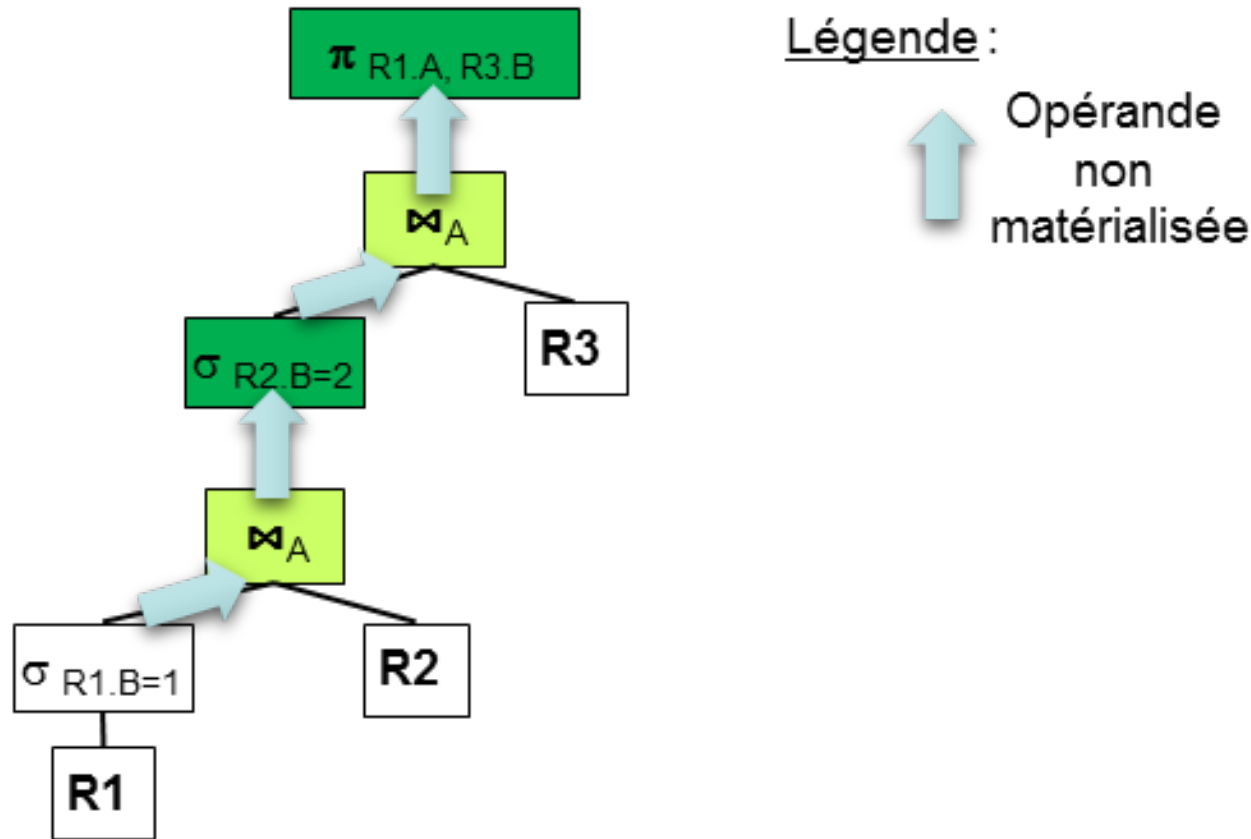 π R1.A, R3.B
Légende :
Opérande
non
matérialisée
⋈A
R3
σ R2.B=2
⋈A
σ R1.B=1
R2
R1